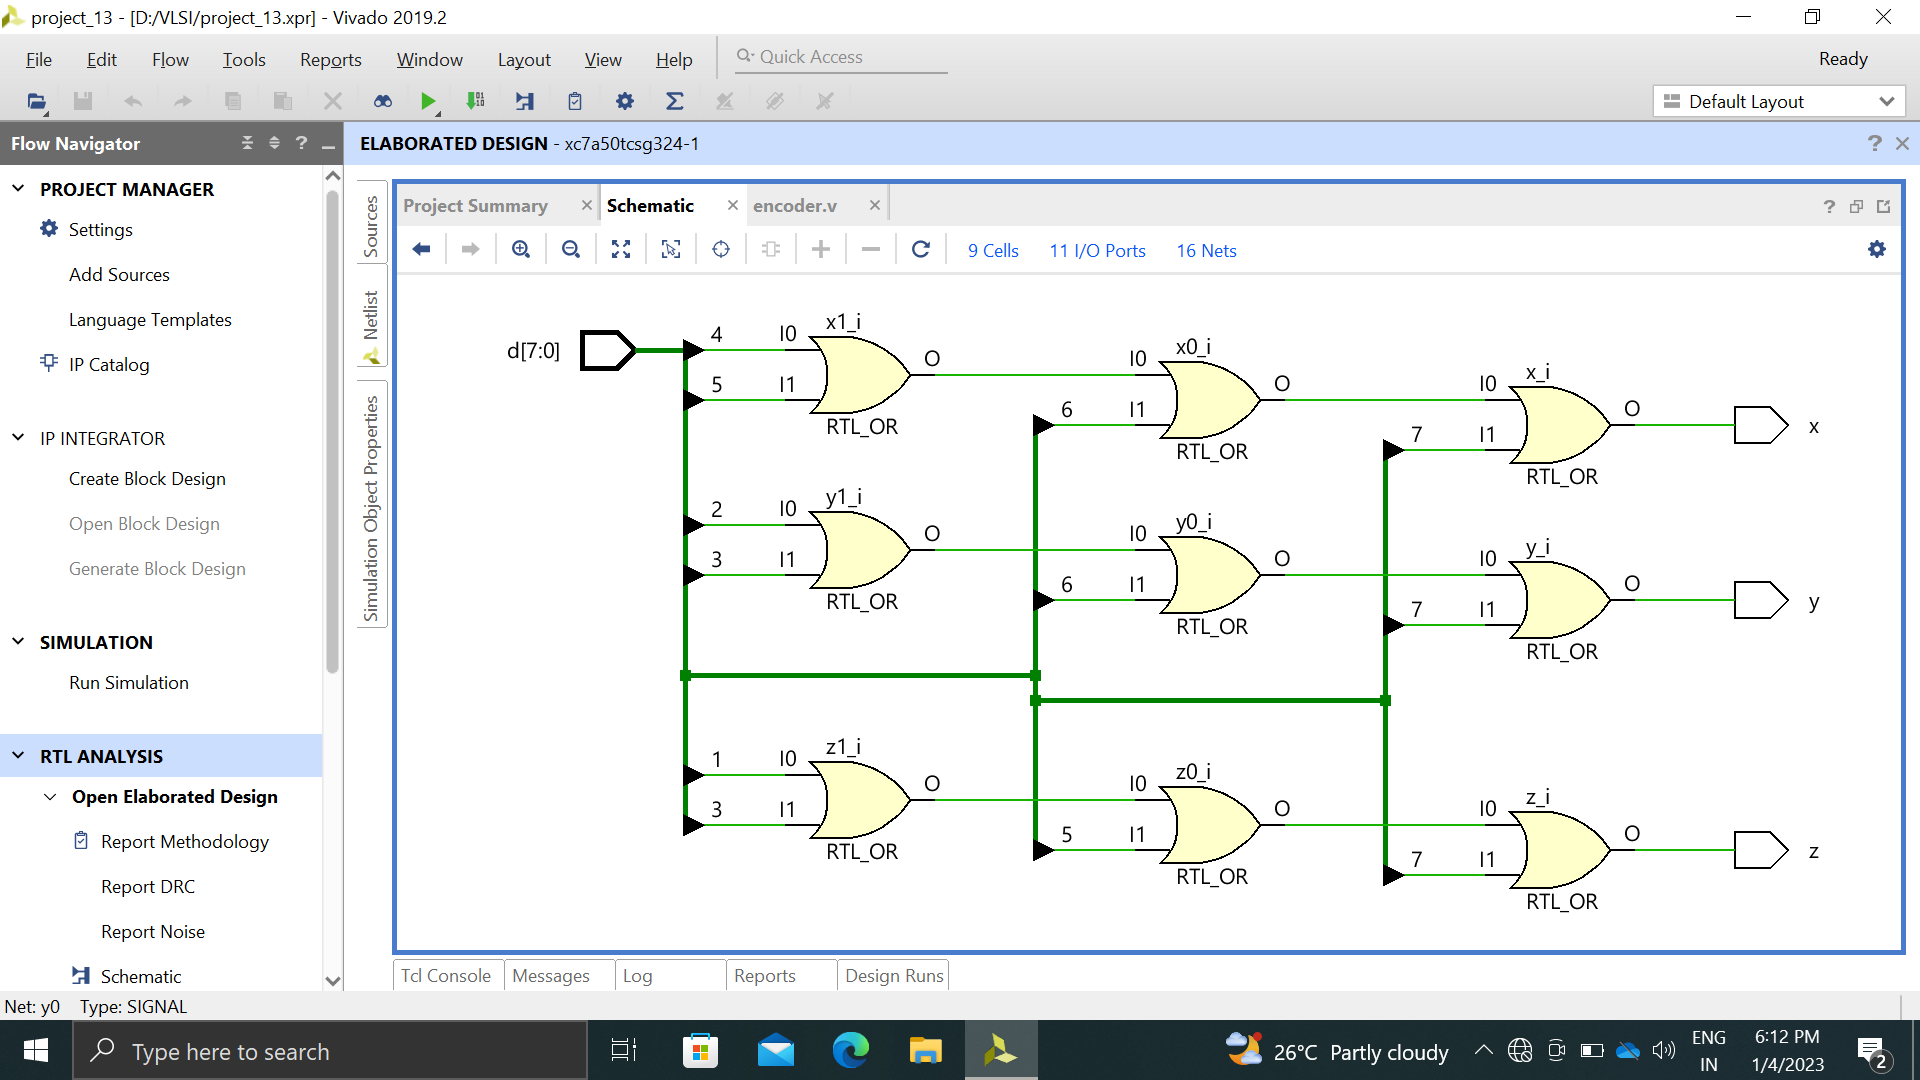 project_13 - [D:/VLSI/project_13.xpr] - Vivado 2019.2
File Edit Flow Tools Reports Window Layout View Help Quick Access Ready
Default Layout
Flow Navigator ? ELABORATED DESIGN - xc7a50tcsg324-1 ?
PROJECT MANAGER
Settings
Add Sources
Language Templates
IP Catalog
IP INTEGRATOR
Create Block Design
Open Block Design
Generate Block Design
SIMULATION
Run Simulation
RTL ANALYSIS
Open Elaborated Design
Report Methodology
Report DRC
Report Noise
Schematic
Sources
Netlist
Simulation Object Properties
Project Summary Schematic encoder.v ?
9 Cells 11 I/O Ports 16 Nets
d[7:0]
x1_i
4 I0 O
5 I1
RTL_OR
x0_i
I0 O
6 I1
RTL_OR
x_i
I0 O
7 I1
RTL_OR
x
y1_i
2 I0 O
3 I1
RTL_OR
y0_i
I0 O
6 I1
RTL_OR
y_i
I0 O
7 I1
RTL_OR
y
z1_i
1 I0 O
3 I1
RTL_OR
z0_i
I0 O
5 I1
RTL_OR
z_i
I0 O
7 I1
RTL_OR
z
Tcl Console Messages Log Reports Design Runs
Net: y0 Type: SIGNAL
Type here to search
26°C Partly cloudy
ENG
IN
6:12 PM
1/4/2023
2